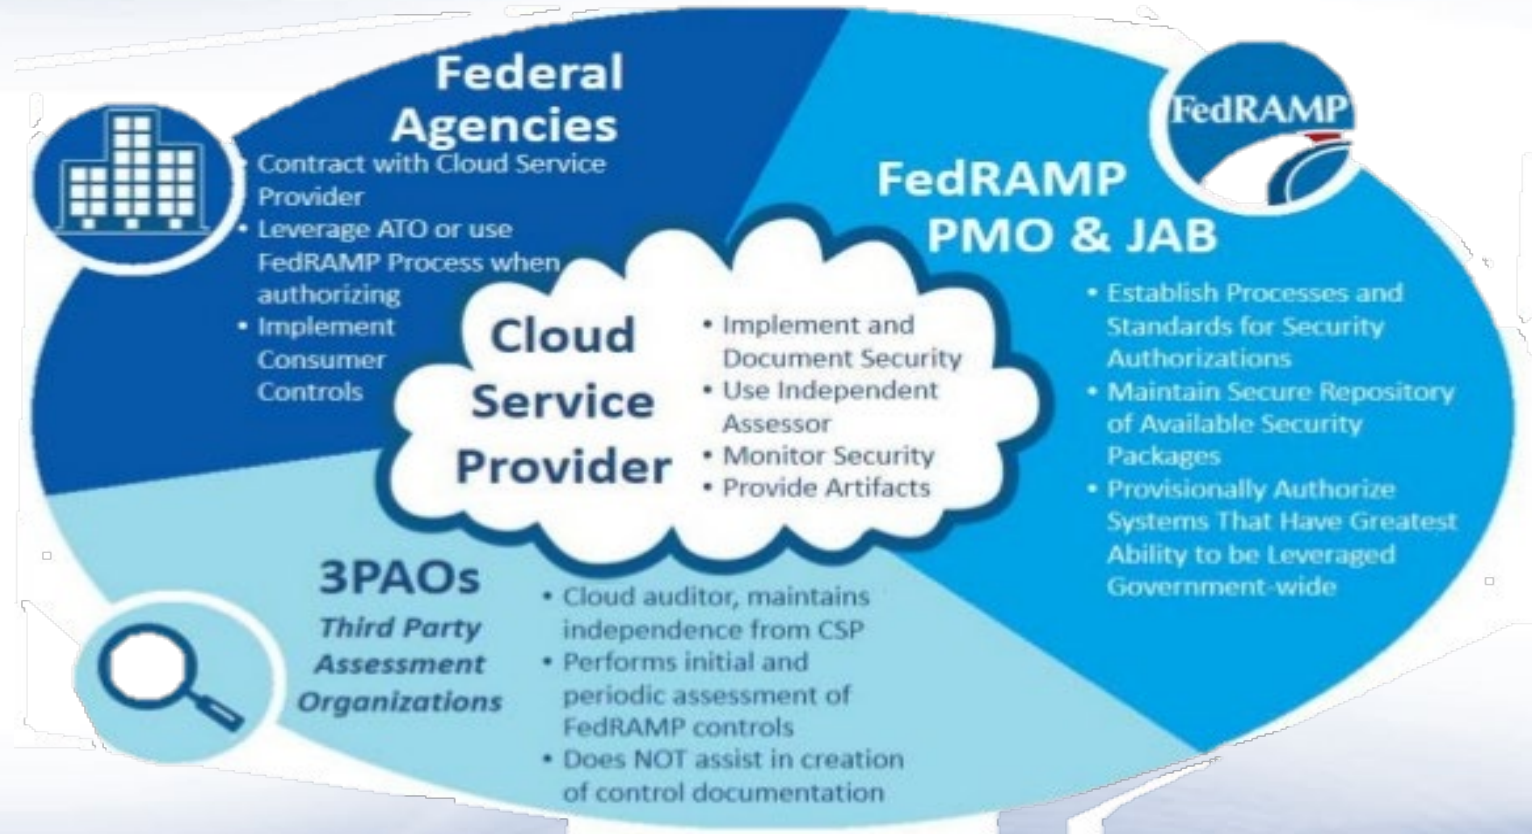 Federal
Agencies
• Contract with Cloud Service
Provider
• Leverage ATO or use
FedRAMP Process when
authorizing
• Implement
Consumer
Controls
FedRAMP
FedRAMP
PMO & JAB
• Establish Processes and
Standards for Security
Authorizations
• Maintain Secure Repository
of Available Security
Packages
• Provisionally Authorize
Systems That Have Greatest
Ability to be Leveraged
Government-wide
Cloud
Service
Provider
• Implement and
Document Security
• Use Independent
Assessor
• Monitor Security
• Provide Artifacts
3PAOs
Third Party
Assessment
Organizations
• Cloud auditor, maintains
independence from CSP
• Performs initial and
periodic assessment of
FedRAMP controls
• Does NOT assist in creation
of control documentation